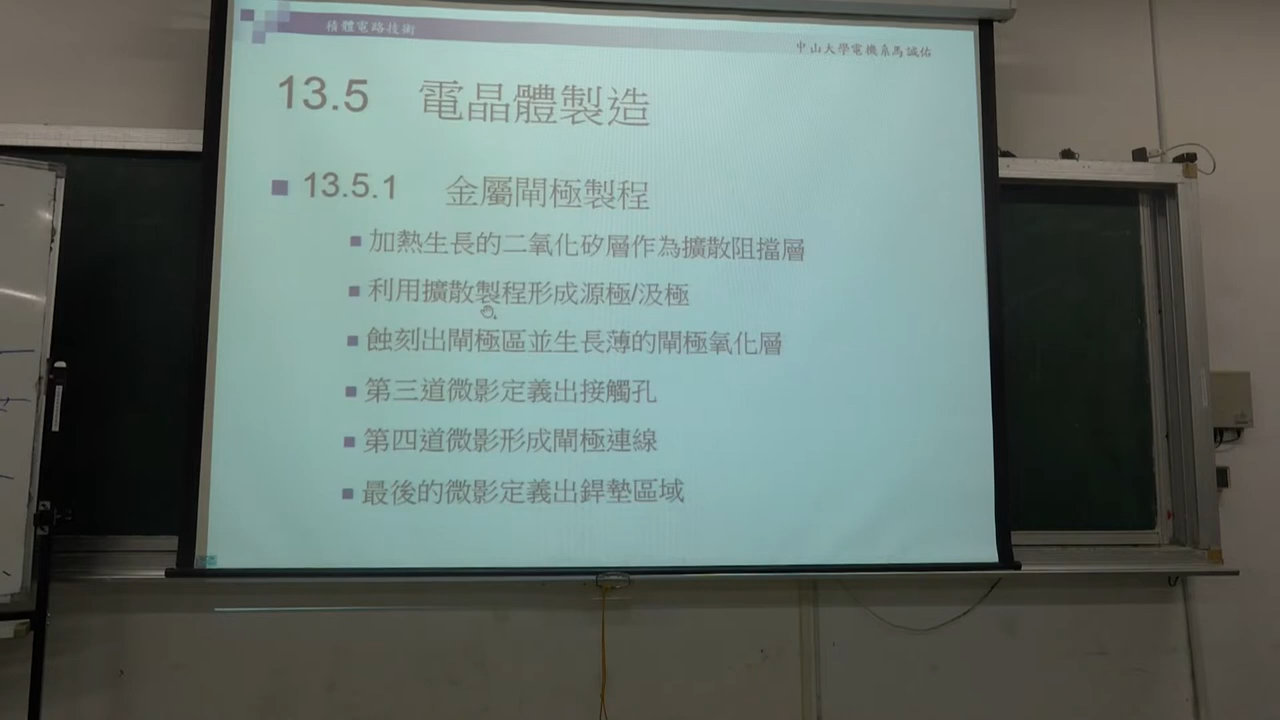 積體電路技術
中山大學電機系馬誠佑
13.5 電晶體製造
13.5.1 金屬閘極製程
加熱生長的二氧化矽層作為擴散阻擋層
利用擴散製程形成源極/汲極
蝕刻出閘極區並生長薄的閘極氧化層
第三道微影定義出接觸孔
第四道微影形成閘極連線
最後的微影定義出銲墊區域